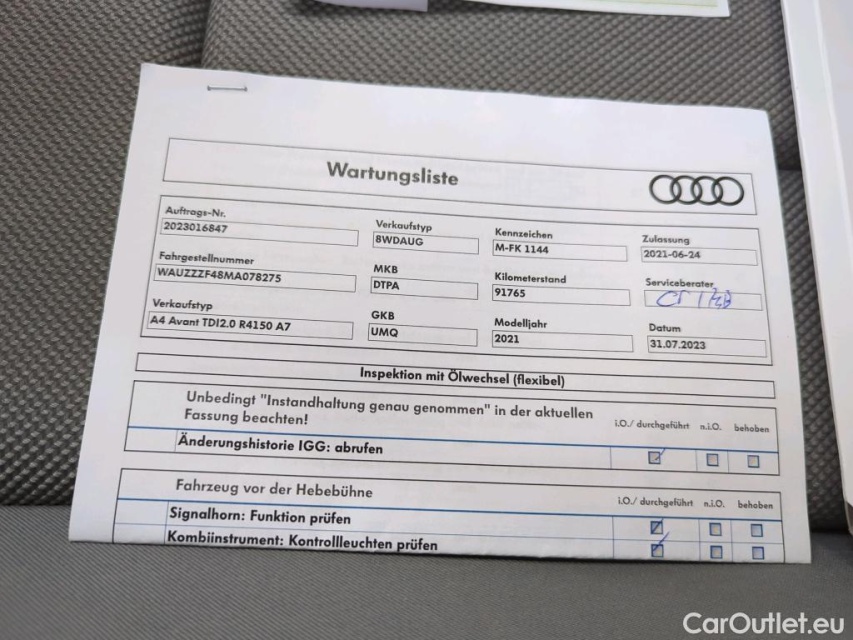 Wartungsliste
Auftrags-Nr.
2023016847
Verkaufstyp
8WDAUG
Kennzeichen
M-FK 1144
Zulassung
2021-06-24
Fahrgestellnummer
WAUZZZF48MA078275
MKB
DTPA
Kilometerstand
91765
Serviceberater
Verkaufstyp
A4 Avant TDI2.0 R4150 A7
GKB
UMQ
Modelljahr
2021
Datum
31.07.2023
Inspektion mit Ölwechsel (flexibel)
Unbedingt "Instandhaltung genau genommen" in der aktuellen
Fassung beachten!
i.O./ durchgeführt n.i.O. behoben
Änderungshistorie IGG: abrufen
Fahrzeug vor der Hebebühne
i.O./ durchgeführt n.i.O. behoben
Signalhorn: Funktion prüfen
Kombiinstrument: Kontrollleuchten prüfen
CarOutlet.eu